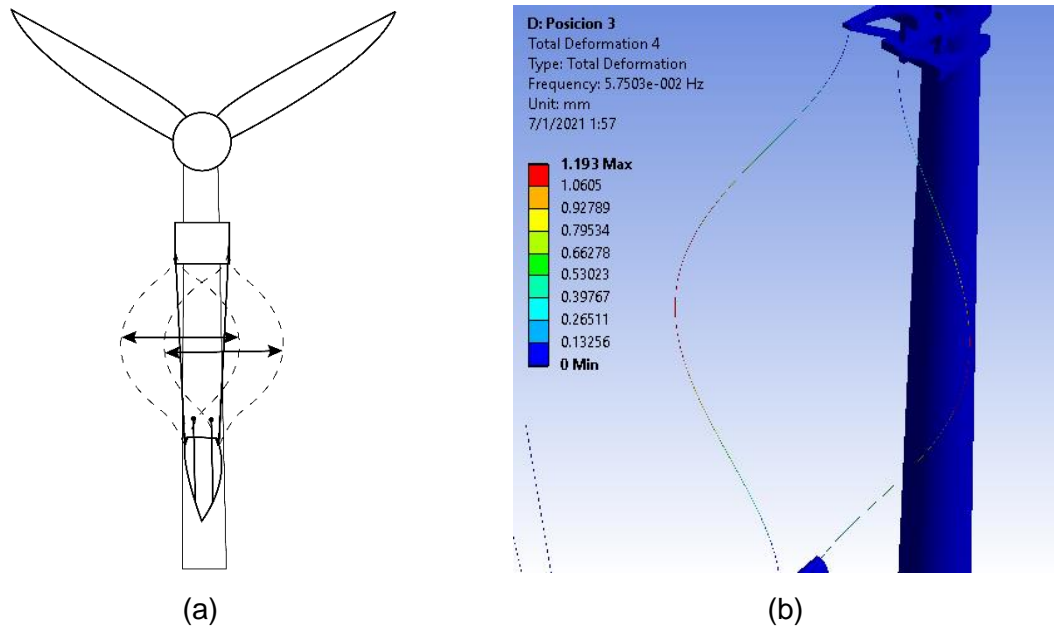 D: Posicion 3
Total Deformation 4
Type: Total Deformation
Frequency: 5.7503e-002 Hz
Unit: mm
7/1/2021 1:57
1.193 Max
1.0605
0.92789
0.79534
0.66278
0.53023
0.39767
0.26511
0.13256
0 Min
(a)
(b)